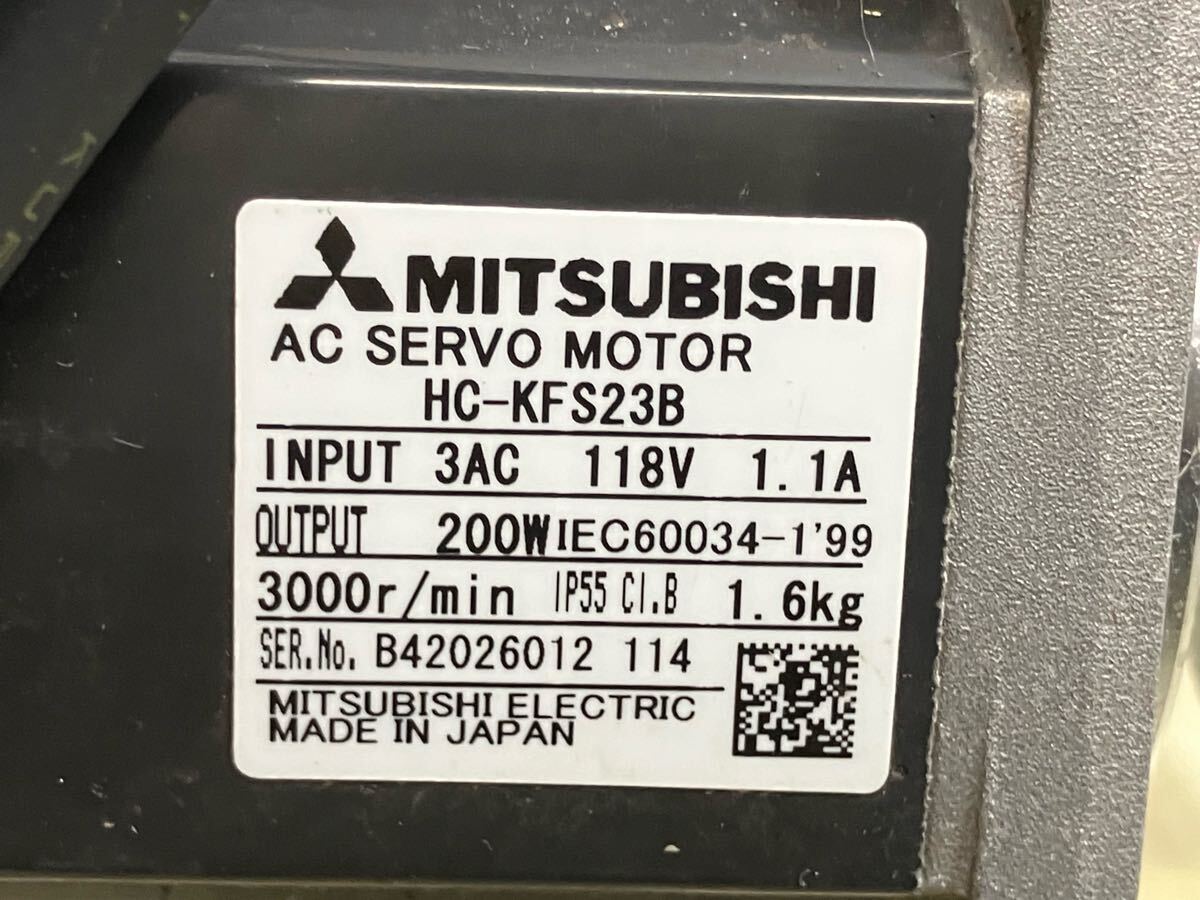 MITSUBISHI
AC SERVO MOTOR
HC-KFS23B
INPUT 3AC 118V 1.1A
OUTPUT 200W IEC60034-1'99
3000r/min IP55 CI.B 1.6kg
SER.No. B42026012 114
MITSUBISHI ELECTRIC
MADE IN JAPAN